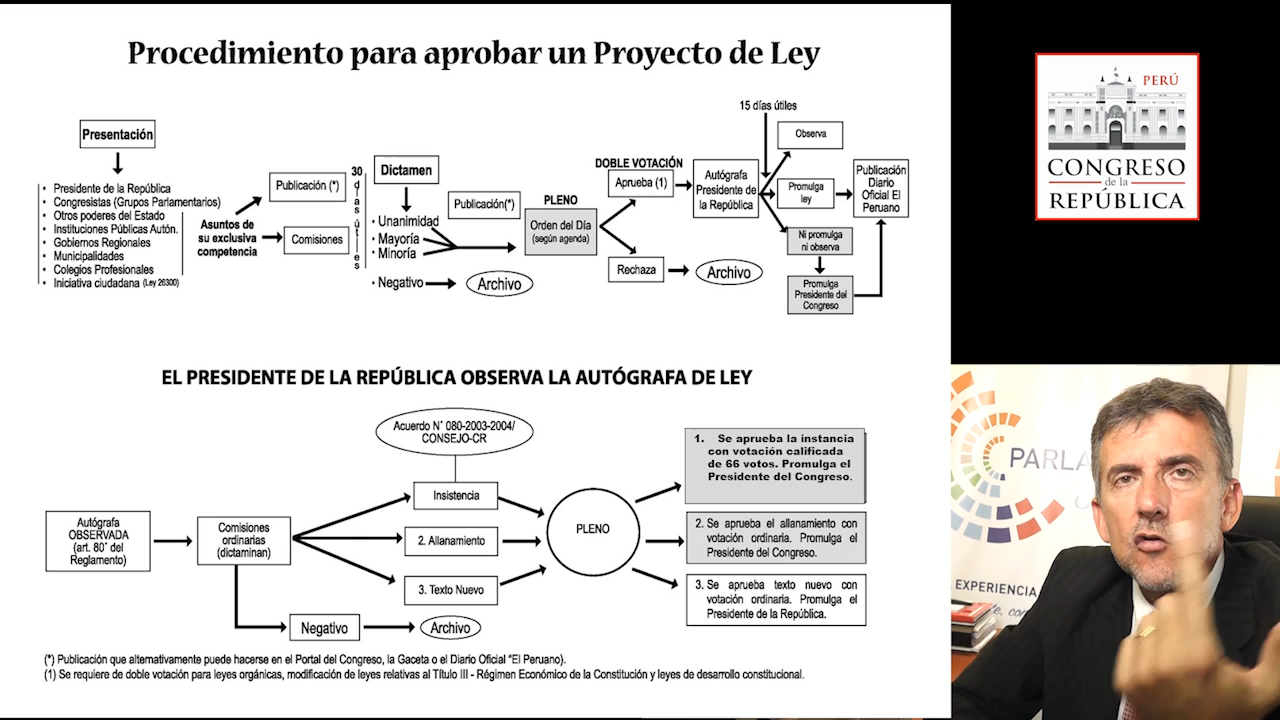 Procedimiento para aprobar un Proyecto de Ley
Presentación
• Presidente de la República
• Congresistas (Grupos Parlamentarios)
• Otros poderes del Estado
• Instituciones Públicas Autón.
• Gobiernos Regionales
• Municipalidades
• Colegios Profesionales
• Iniciativa ciudadana (Ley 26300)
Asuntos de
su exclusiva
competencia
Publicación (*)
Comisiones
30
días útiles
Dictamen
• Unanimidad
• Mayoría
• Minoría
• Negativo
Archivo
Publicación(*)
PLENO
Orden del Día
(según agenda)
DOBLE VOTACIÓN
Aprueba (1)
Rechaza
Archivo
Autógrafa
Presidente de
la República
15 días útiles
Observa
Promulga
ley
Ni promulga
ni observa
Promulga
Presidente del
Congreso
Publicación
Diario
Oficial El
Peruano
EL PRESIDENTE DE LA REPÚBLICA OBSERVA LA AUTÓGRAFA DE LEY
Autógrafa
OBSERVADA
(art. 80° del
Reglamento)
Comisiones
ordinarias
(dictaminan)
Acuerdo N° 080-2003-2004/
CONSEJO-CR
Insistencia
2. Allanamiento
3. Texto Nuevo
Negativo
Archivo
PLENO
1. Se aprueba la instancia
con votación calificada
de 66 votos. Promulga el
Presidente del Congreso.
2. Se aprueba el allanamiento con
votación ordinaria. Promulga el
Presidente del Congreso.
3. Se aprueba texto nuevo con
votación ordinaria. Promulga el
Presidente de la República.
(*) Publicación que alternativamente puede hacerse en el Portal del Congreso, la Gaceta o el Diario Oficial "El Peruano).
(1) Se requiere de doble votación para leyes orgánicas, modificación de leyes relativas al Título III - Régimen Económico de la Constitución y leyes de desarrollo constitucional.
PERÚ
CONGRESO
de la
REPÚBLICA
PARLA
EXPERIENCIA